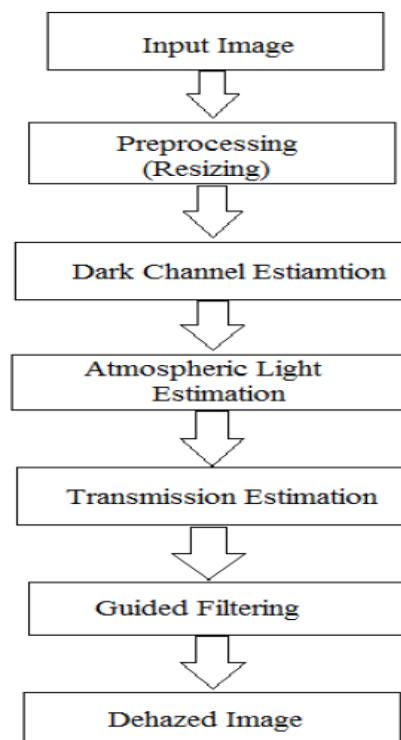 Input Image
Preprocessing
(Resizing)
Dark Channel Estiamtion
Atmospheric Light
Estimation
Transmission Estimation
Guided Filtering
Dehazed Image